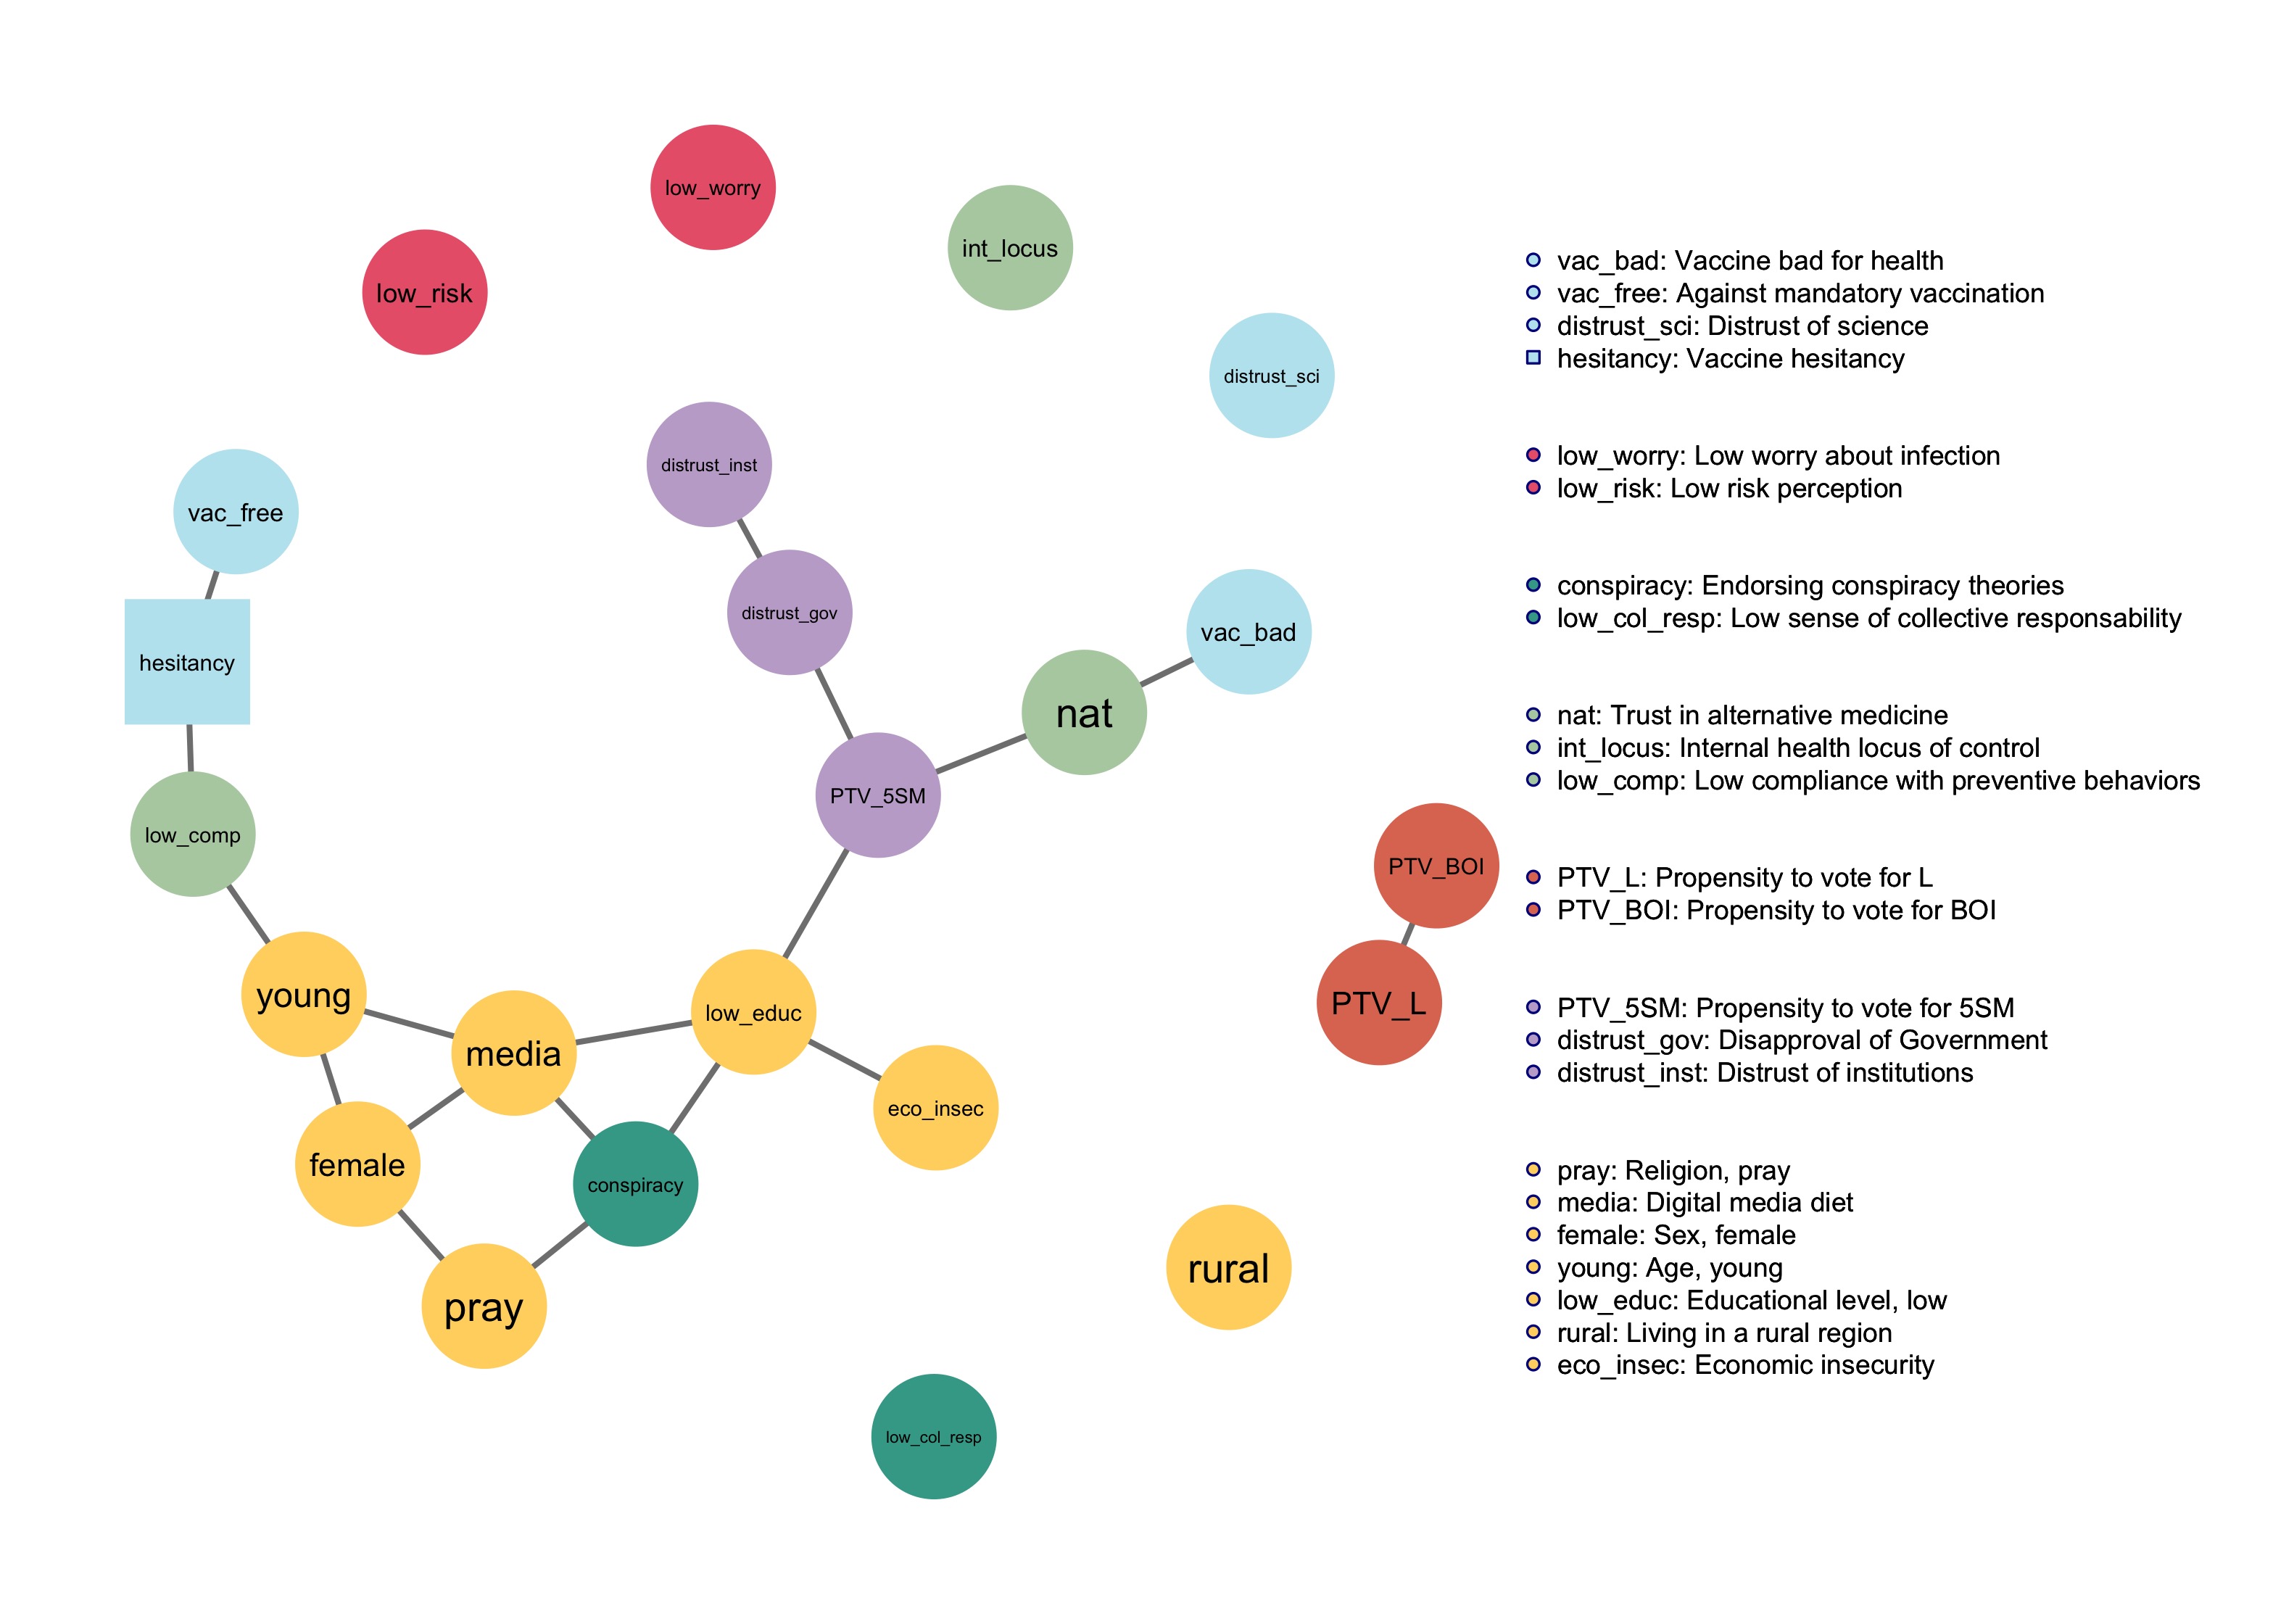 low_worry
int_locus
low_risk
distrust_sci
distrust_inst
vac_free
distrust_gov
vac_bad
hesitancy
nat
PTV_5SM
low_comp
PTV_BOI
young
PTV_L
media
low_educ
eco_insec
female
conspiracy
rural
pray
low_col_resp
vac_bad: Vaccine bad for health
vac_free: Against mandatory vaccination
distrust_sci: Distrust of science
hesitancy: Vaccine hesitancy
low_worry: Low worry about infection
low_risk: Low risk perception
conspiracy: Endorsing conspiracy theories
low_col_resp: Low sense of collective responsability
nat: Trust in alternative medicine
int_locus: Internal health locus of control
low_comp: Low compliance with preventive behaviors
PTV_L: Propensity to vote for L
PTV_BOI: Propensity to vote for BOI
PTV_5SM: Propensity to vote for 5SM
distrust_gov: Disapproval of Government
distrust_inst: Distrust of institutions
pray: Religion, pray
media: Digital media diet
female: Sex, female
young: Age, young
low_educ: Educational level, low
rural: Living in a rural region
eco_insec: Economic insecurity